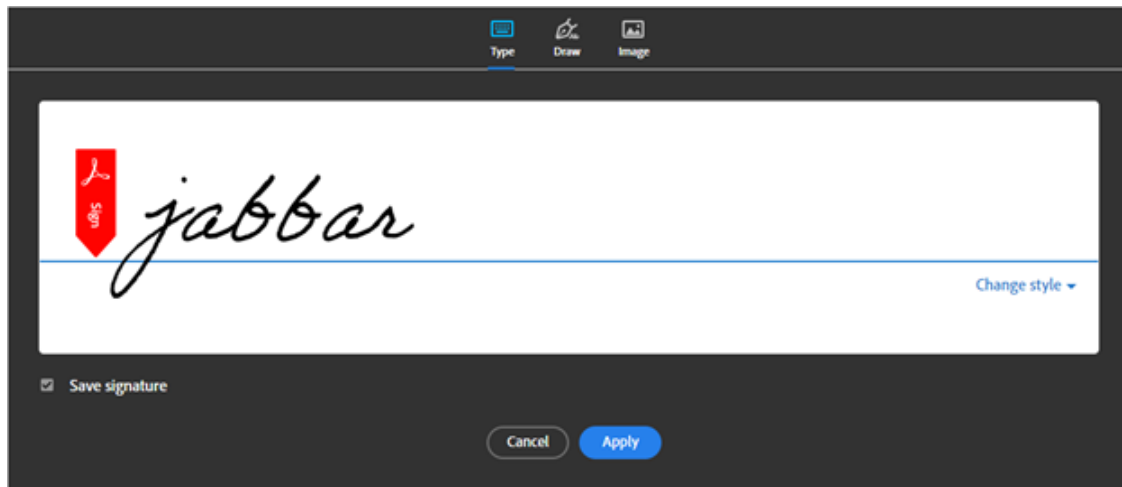 Type Draw Image
Sign
jabbar
Change style
Save signature
Cancel Apply